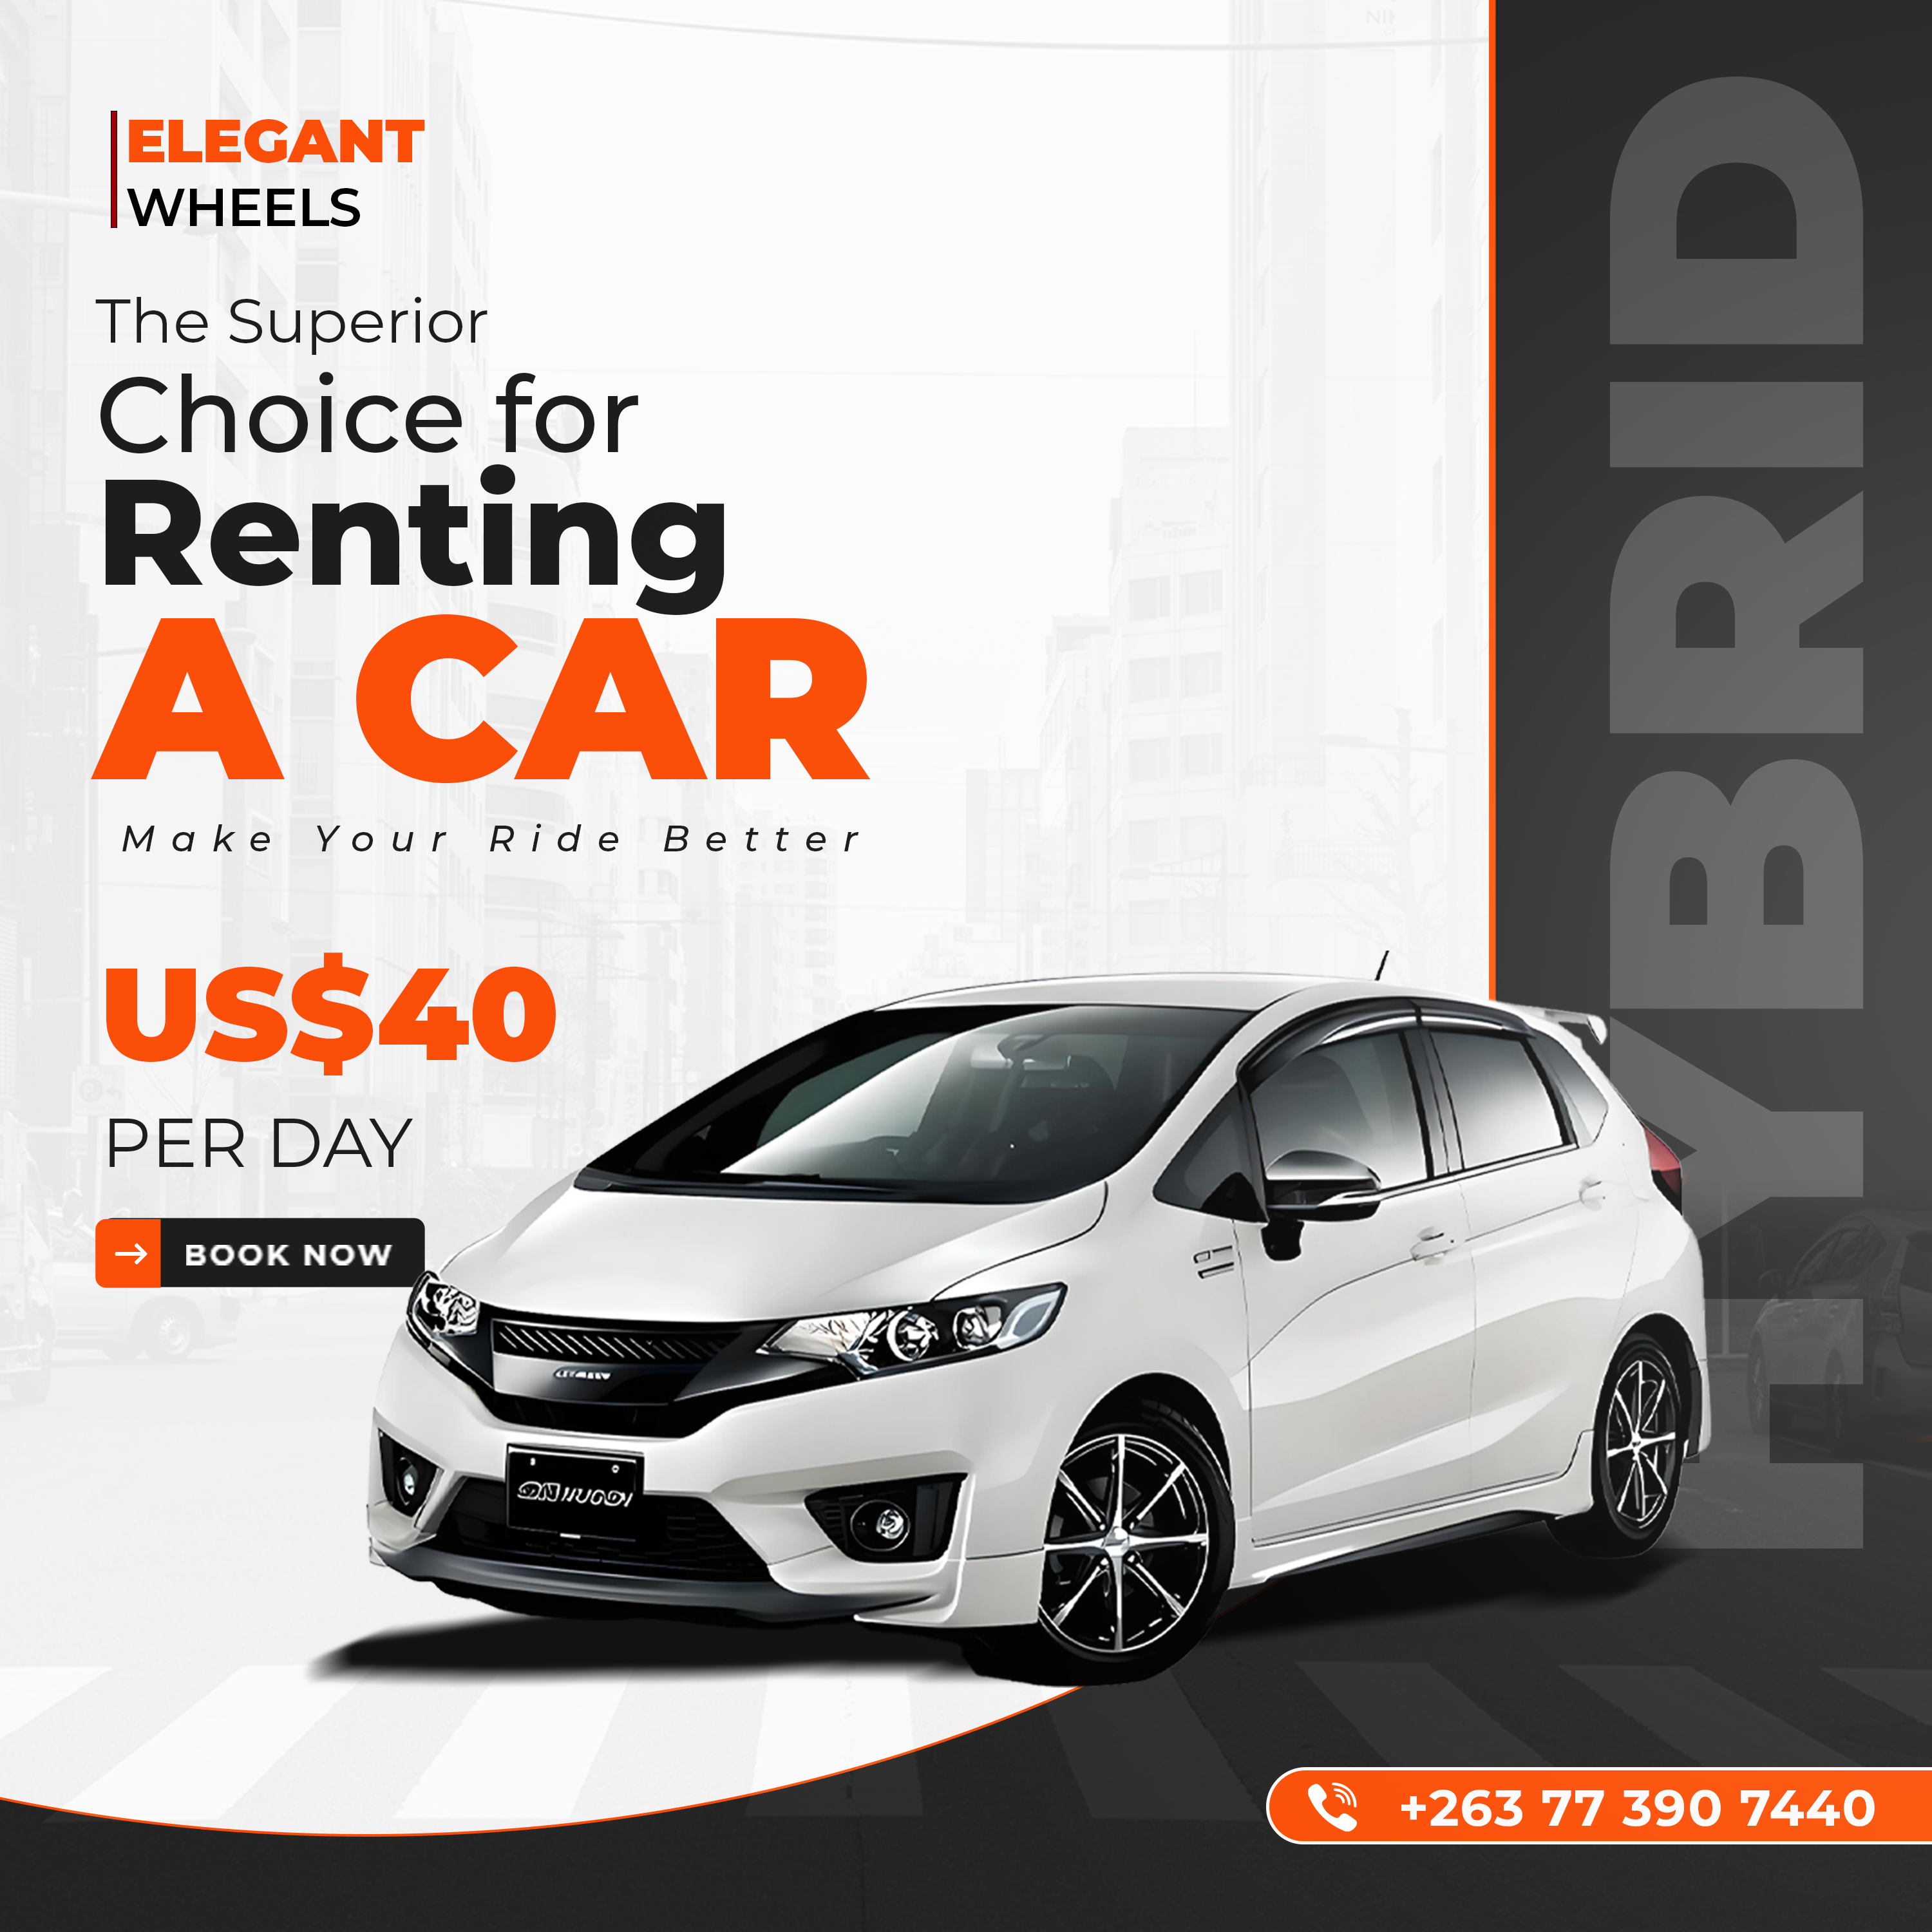 ELEGANT
WHEELS
The Superior
Choice for
Renting
A CAR
Make Your Ride Better
US$40
PER DAY
BOOK NOW
HYBRID
+263 77 390 7440